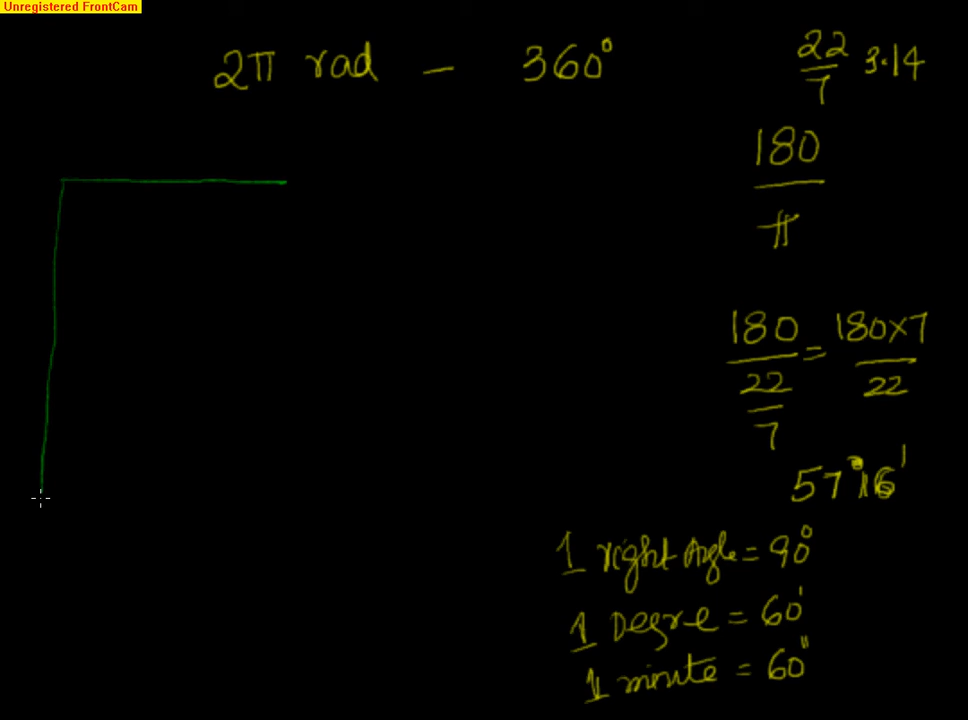 Unregistered FrontCam
2π rad – 360°
22/7 3.14
180/π
180/(22/7) = 180×7/22
57°16'
1 right Angle = 90°
1 Degree = 60'
1 minute = 60"